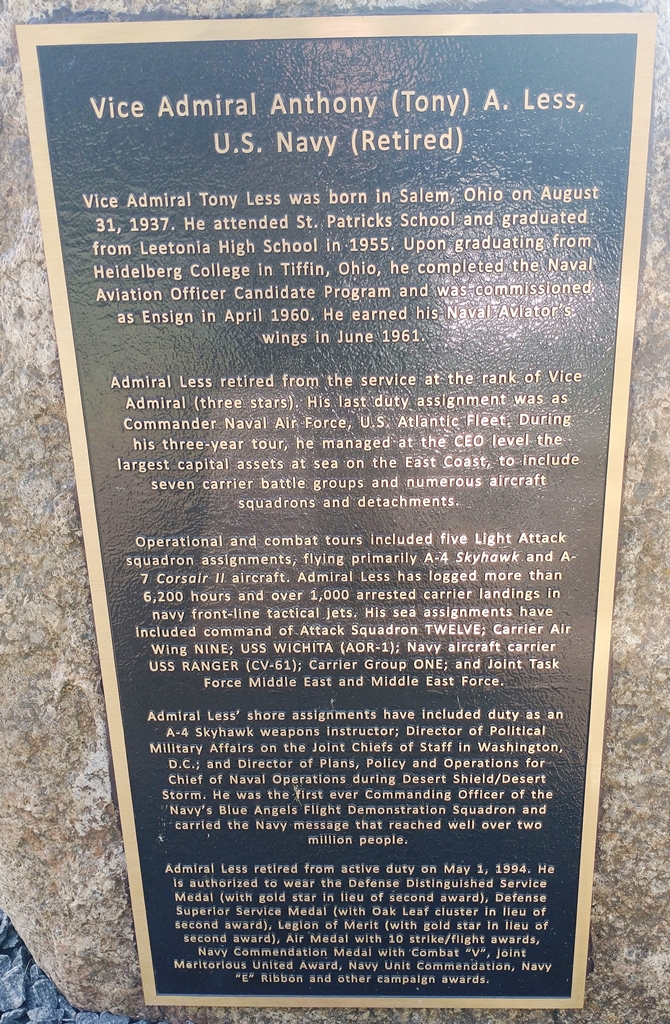 Vice Admiral Anthony (Tony) A. Less,
U.S. Navy (Retired)
Vice Admiral Tony Less was born in Salem, Ohio on August
31, 1937. He attended St. Patricks School and graduated
from Leetonia High School in 1955. Upon graduating from
Heidelberg College in Tiffin, Ohio, he completed the Naval
Aviation Officer Candidate Program and was commissioned
as Ensign in April 1960. He earned his Naval Aviator's
wings in June 1961.
Admiral Less retired from the service at the rank of Vice
Admiral (three stars). His last duty assignment was as
Commander Naval Air Force, U.S. Atlantic Fleet. During
his three-year tour, he managed at the CEO level the
largest capital assets at sea on the East Coast, to include
seven carrier battle groups and numerous aircraft
squadrons and detachments.
Operational and combat tours included five Light Attack
squadron assignments, flying primarily A-4 Skyhawk and A-
7 Corsair II aircraft. Admiral Less has logged more than
6,200 hours and over 1,000 arrested carrier landings in
navy front-line tactical jets. His sea assignments have
included command of Attack Squadron TWELVE; Carrier Air
Wing NINE; USS WICHITA (AOR-1); Navy aircraft carrier
USS RANGER (CV-61); Carrier Group ONE; and Joint Task
Force Middle East and Middle East Force.
Admiral Less' shore assignments have included duty as an
A-4 Skyhawk weapons instructor; Director of Political
Military Affairs on the Joint Chiefs of Staff in Washington,
D.C.; and Director of Plans, Policy and Operations for
Chief of Naval Operations during Desert Shield/Desert
Storm. He was the first ever Commanding Officer of the
Navy's Blue Angels Flight Demonstration Squadron and
carried the Navy message that reached well over two
million people.
Admiral Less retired from active duty on May 1, 1994. He
is authorized to wear the Defense Distinguished Service
Medal (with gold star in lieu of second award), Defense
Superior Service Medal (with Oak Leaf cluster in lieu of
second award), Legion of Merit (with gold star in lieu of
second award), Air Medal with 10 strike/flight awards,
Navy Commendation Medal with Combat "V", joint
Meritorious United Award, Navy Unit Commendation, Navy
"E" Ribbon and other campaign awards.